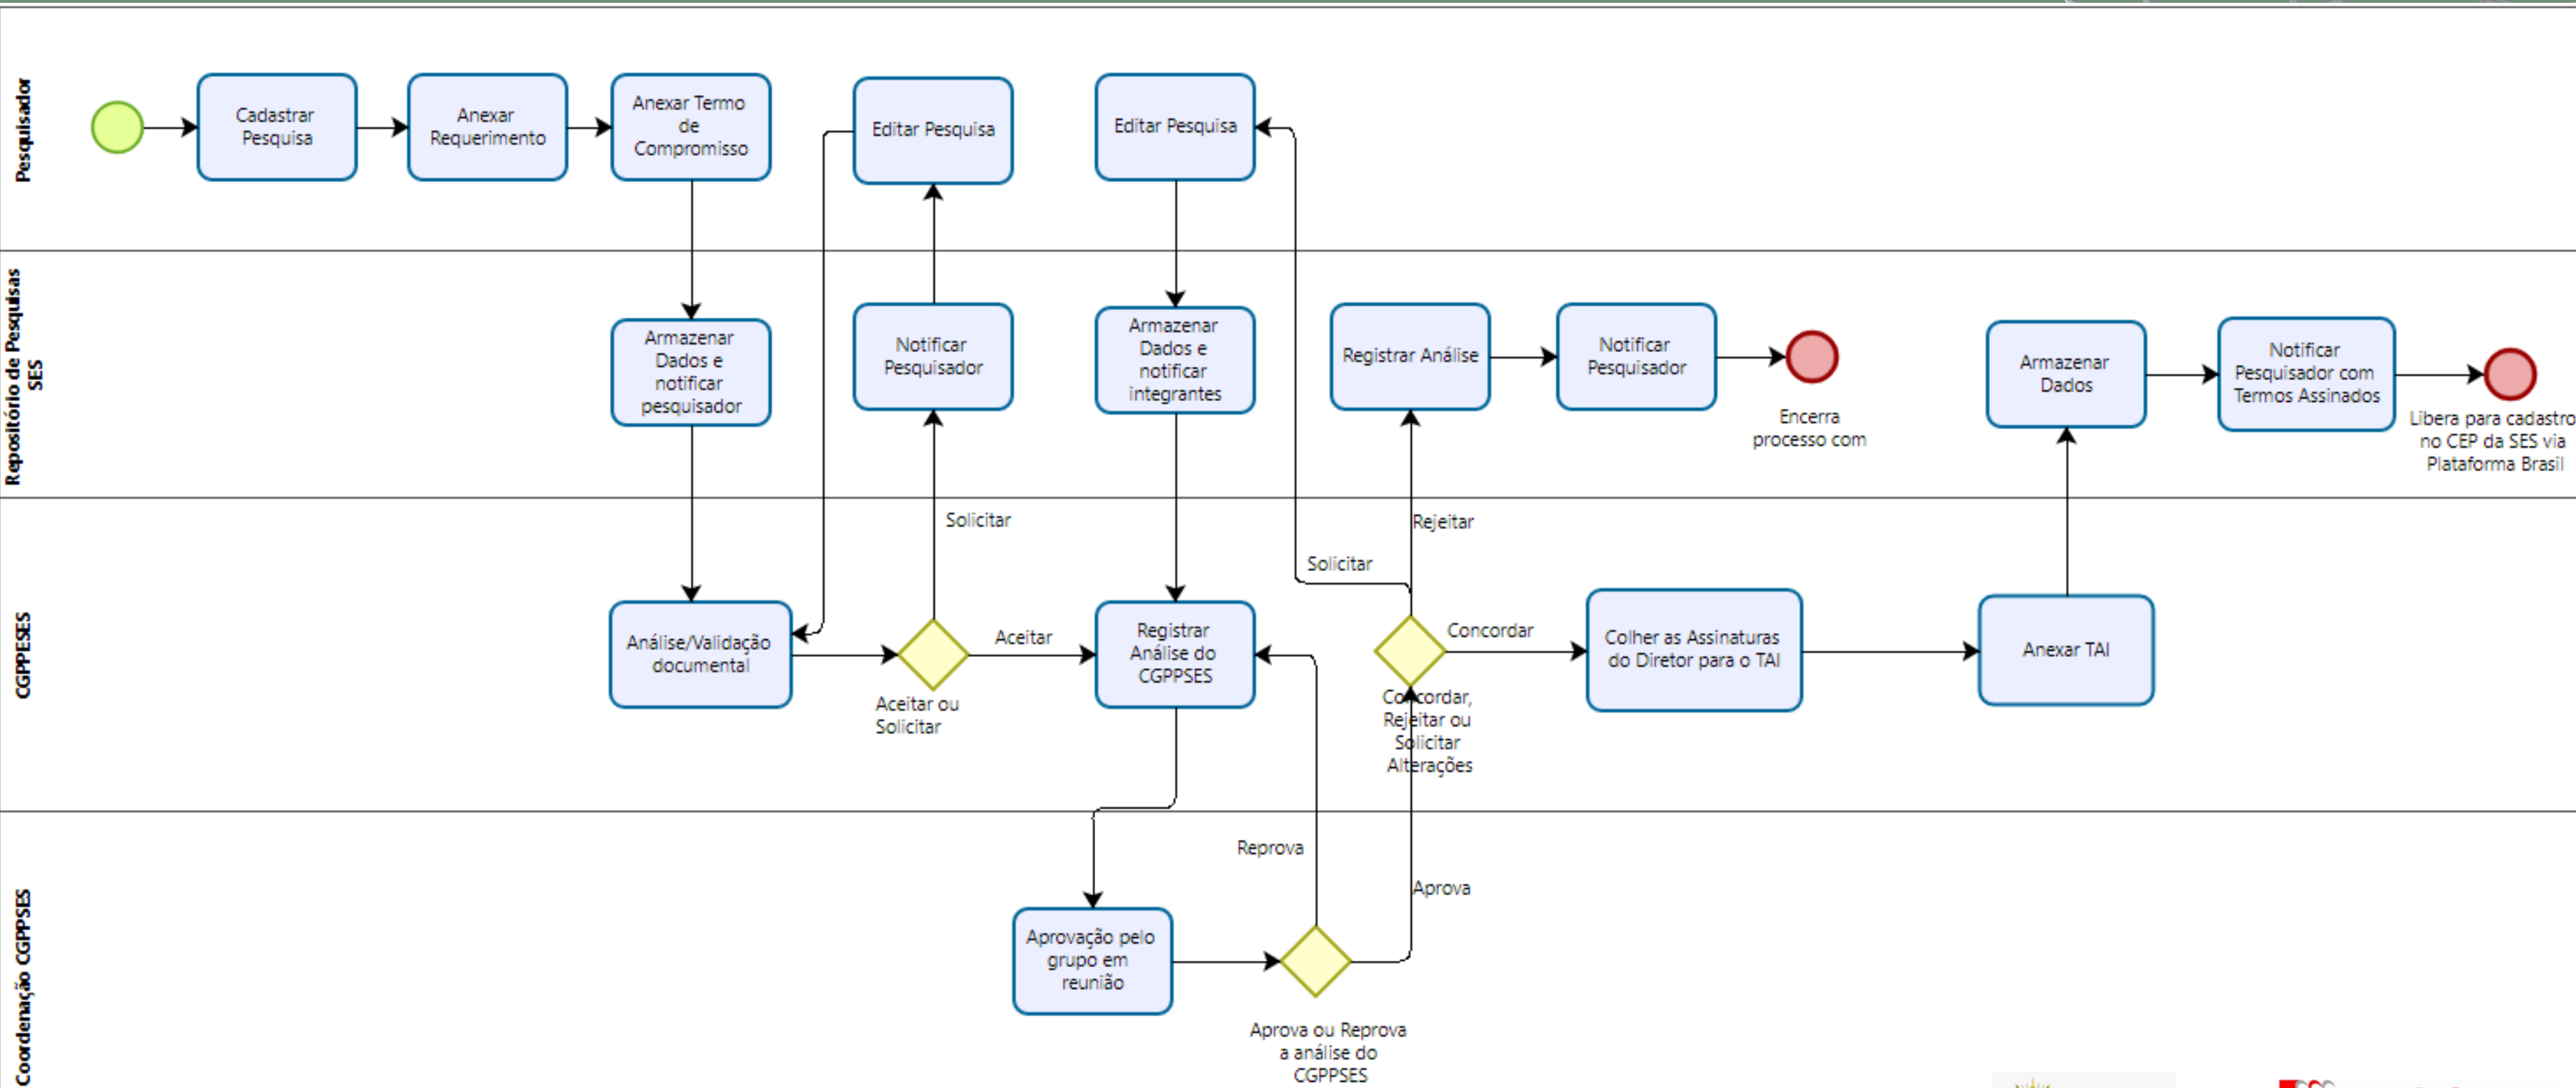 Pesquisador
Cadastrar
Pesquisa
Anexar
Requerimento
Anexar Termo
de
Compromisso
Editar Pesquisa
Editar Pesquisa
Repositório de Pesquisas
SES
Armazenar
Dados e
notificar
pesquisador
Notificar
Pesquisador
Armazenar
Dados e
notificar
integrantes
Registrar Análise
Notificar
Pesquisador
Encerra
processo com
Armazenar
Dados
Notificar
Pesquisador com
Termos Assinados
Libera para cadastro
no CEP da SES via
Plataforma Brasil
CGPPESES
Solicitar
Rejeitar
Solicitar
Análise/Validação
documental
Aceitar
Aceitar ou
Solicitar
Registrar
Análise do
CGPPSES
Concordar
Concordar,
Rejeitar ou
Solicitar
Alterações
Colher as Assinaturas
do Diretor para o TAI
Anexar TAI
Coordenação CGPPSES
Reprova
Aprova
Aprovação pelo
grupo em
reunião
Aprova ou Reprova
a análise do
CGPPSES